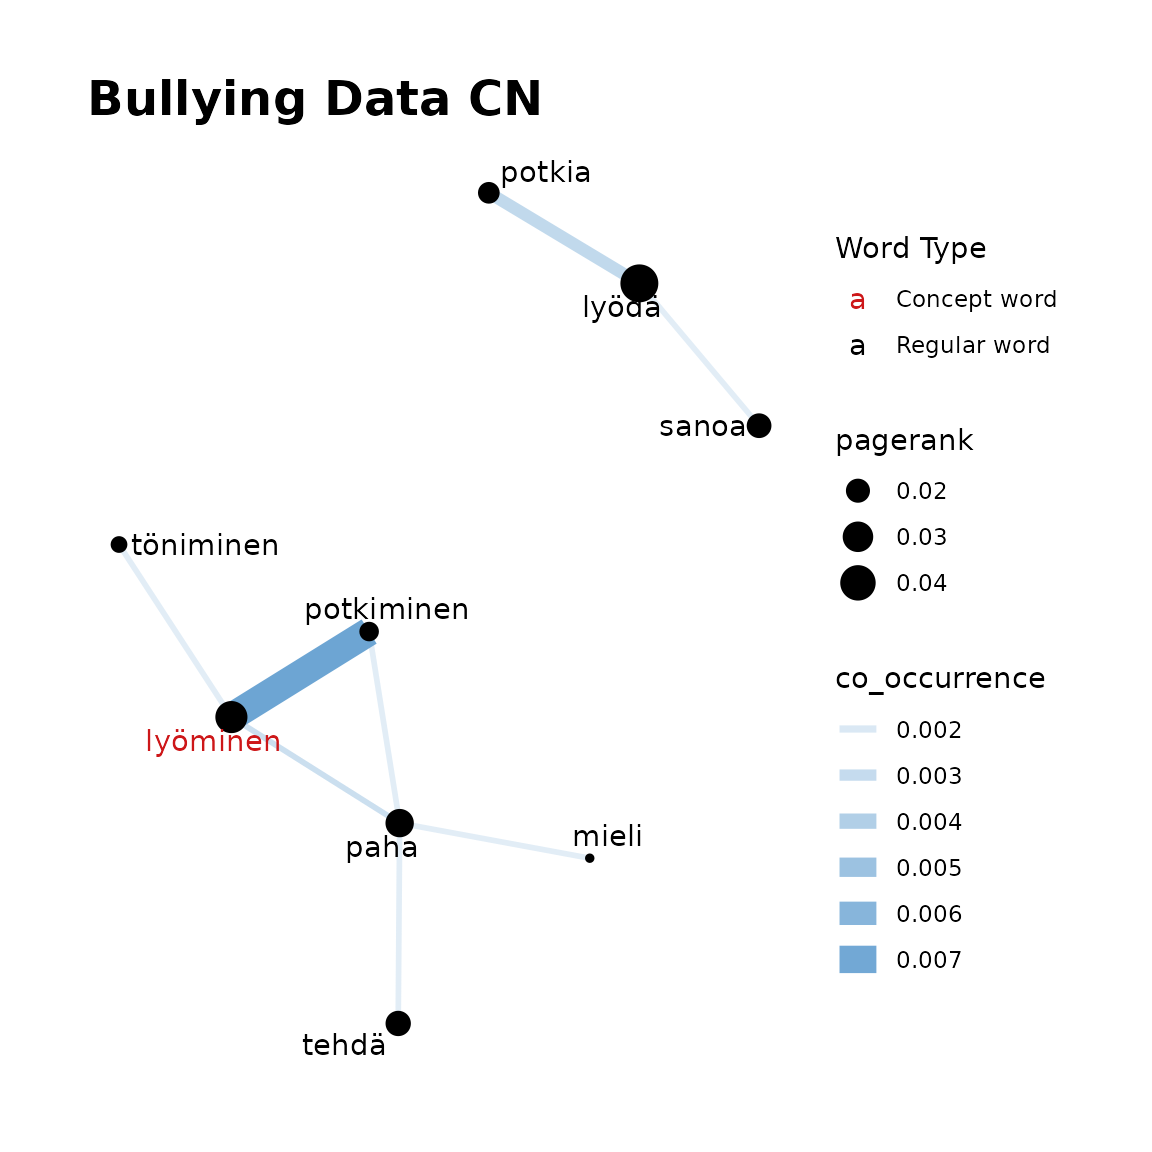 Bullying Data CN
potkia
lyödä
sanoa
töniminen
potkiminen
lyöminen
paha
mieli
tehdä
Word Type
a Concept word
a Regular word
pagerank
0.02
0.03
0.04
co_occurrence
0.002
0.003
0.004
0.005
0.006
0.007